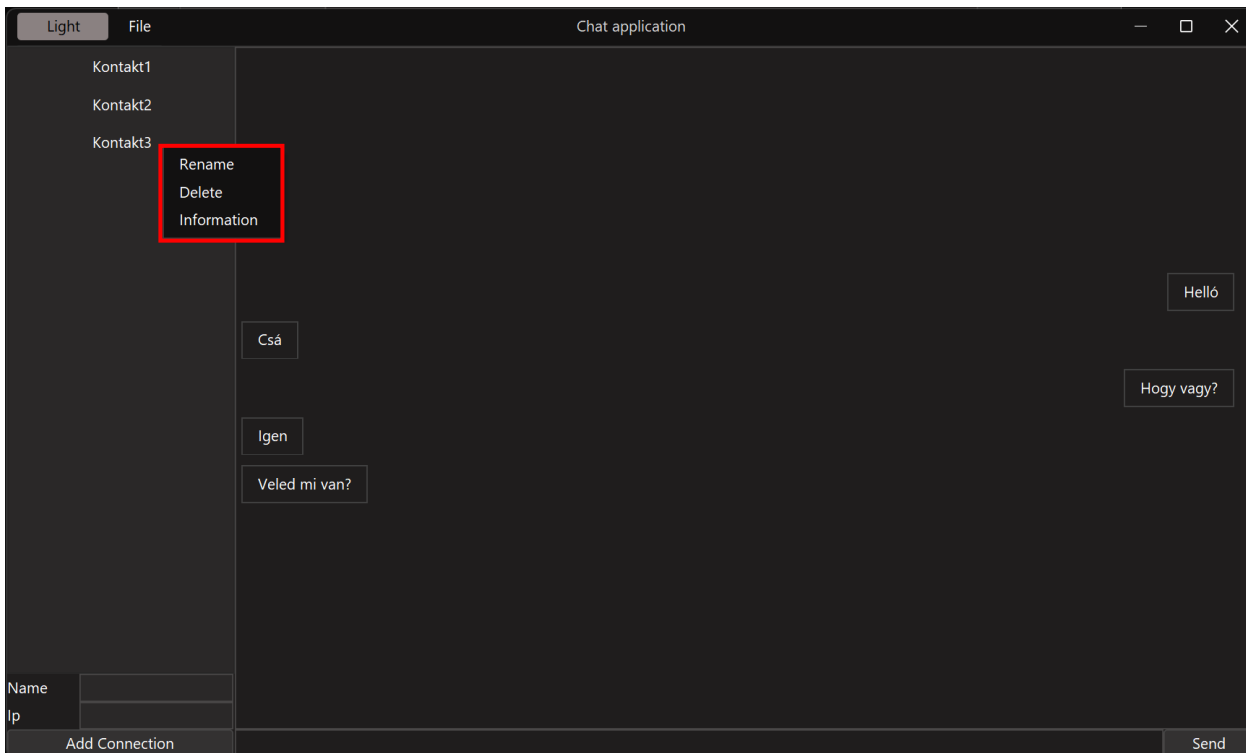 Light File Chat application
Kontakt1
Kontakt2
Kontakt3
Rename
Delete
Information
Helló
Csá
Hogy vagy?
Igen
Veled mi van?
Name
Ip
Add Connection
Send